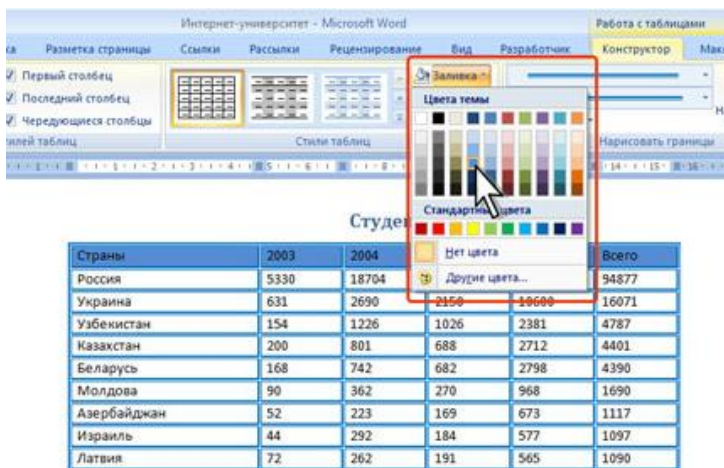 Интернет-университет - Microsoft Word Работа с таблицами
Разметка страницы Ссылки Рассылки Рецензирование Вид Разработчик Конструктор
Первый столбец
Последний столбец
Чередующиеся столбцы
Заливка
Цвета темы
Стили таблиц
Нарисовать границы
Стандартные цвета
Нет цвета
Другие цвета...
Страны 2003 2004 Всего
Россия 5330 18704 94877
Украина 631 2690 2150 10600 16071
Узбекистан 154 1226 1026 2381 4787
Казахстан 200 801 688 2712 4401
Беларусь 168 742 682 2798 4390
Молдова 90 362 270 968 1690
Азербайджан 52 223 169 673 1117
Израиль 44 292 184 577 1097
Латвия 72 262 191 565 1090